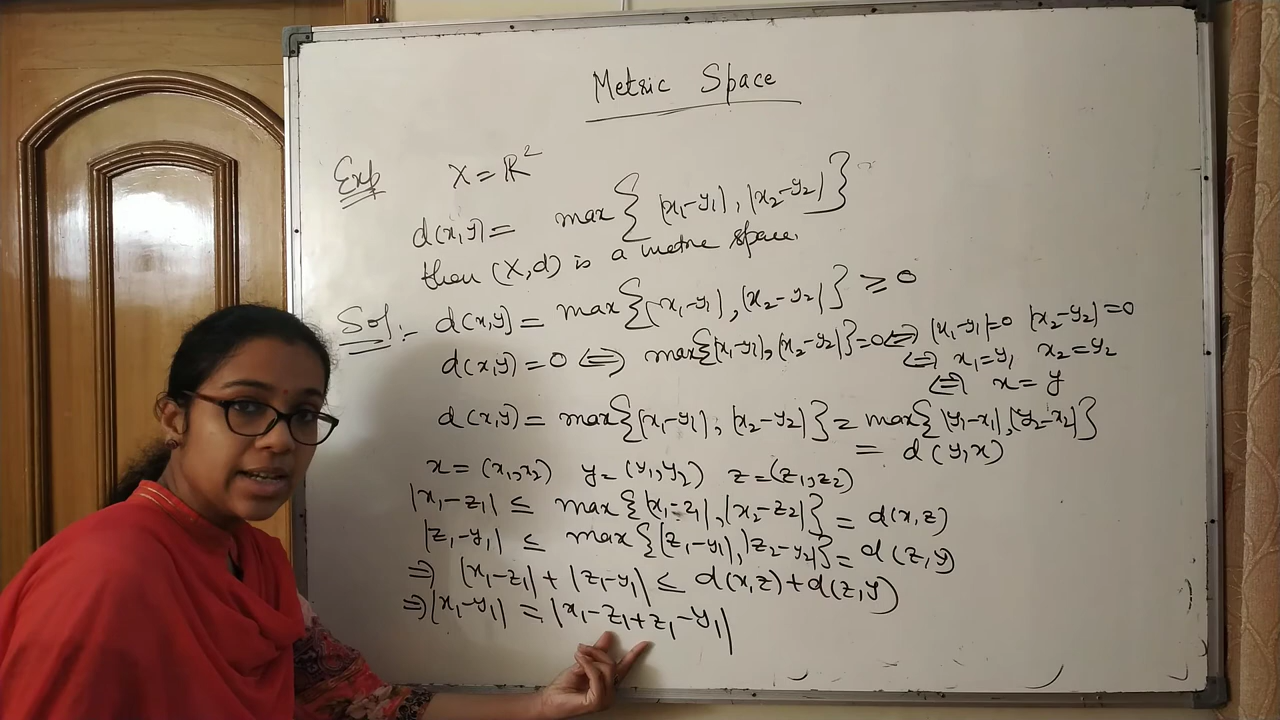 Metric Space
Exp X = ℝ²
d(x,y) = max{|x₁-y₁|, |x₂-y₂|}
then (X,d) is a metric space.
Sol:- d(x,y) = max{|x₁-y₁|, |x₂-y₂|} ≥ 0
d(x,y) = 0 ⇔ max{|x₁-y₁|, |x₂-y₂|} = 0 ⇔ |x₁-y₁| = 0 |x₂-y₂| = 0
⇔ x₁ = y₁ x₂ = y₂
⇔ x = y
d(x,y) = max{|x₁-y₁|, |x₂-y₂|} = max{|y₁-x₁|, |y₂-x₂|}
= d(y,x)
x = (x₁,x₂) y = (y₁,y₂) z = (z₁,z₂)
|x₁-z₁| ≤ max{|x₁-z₁|, |x₂-z₂|} = d(x,z)
|z₁-y₁| ≤ max{|z₁-y₁|, |z₂-y₂|} = d(z,y)
⇒ |x₁-z₁| + |z₁-y₁| ≤ d(x,z) + d(z,y)
⇒ |x₁-y₁| = |x₁-z₁+z₁-y₁|